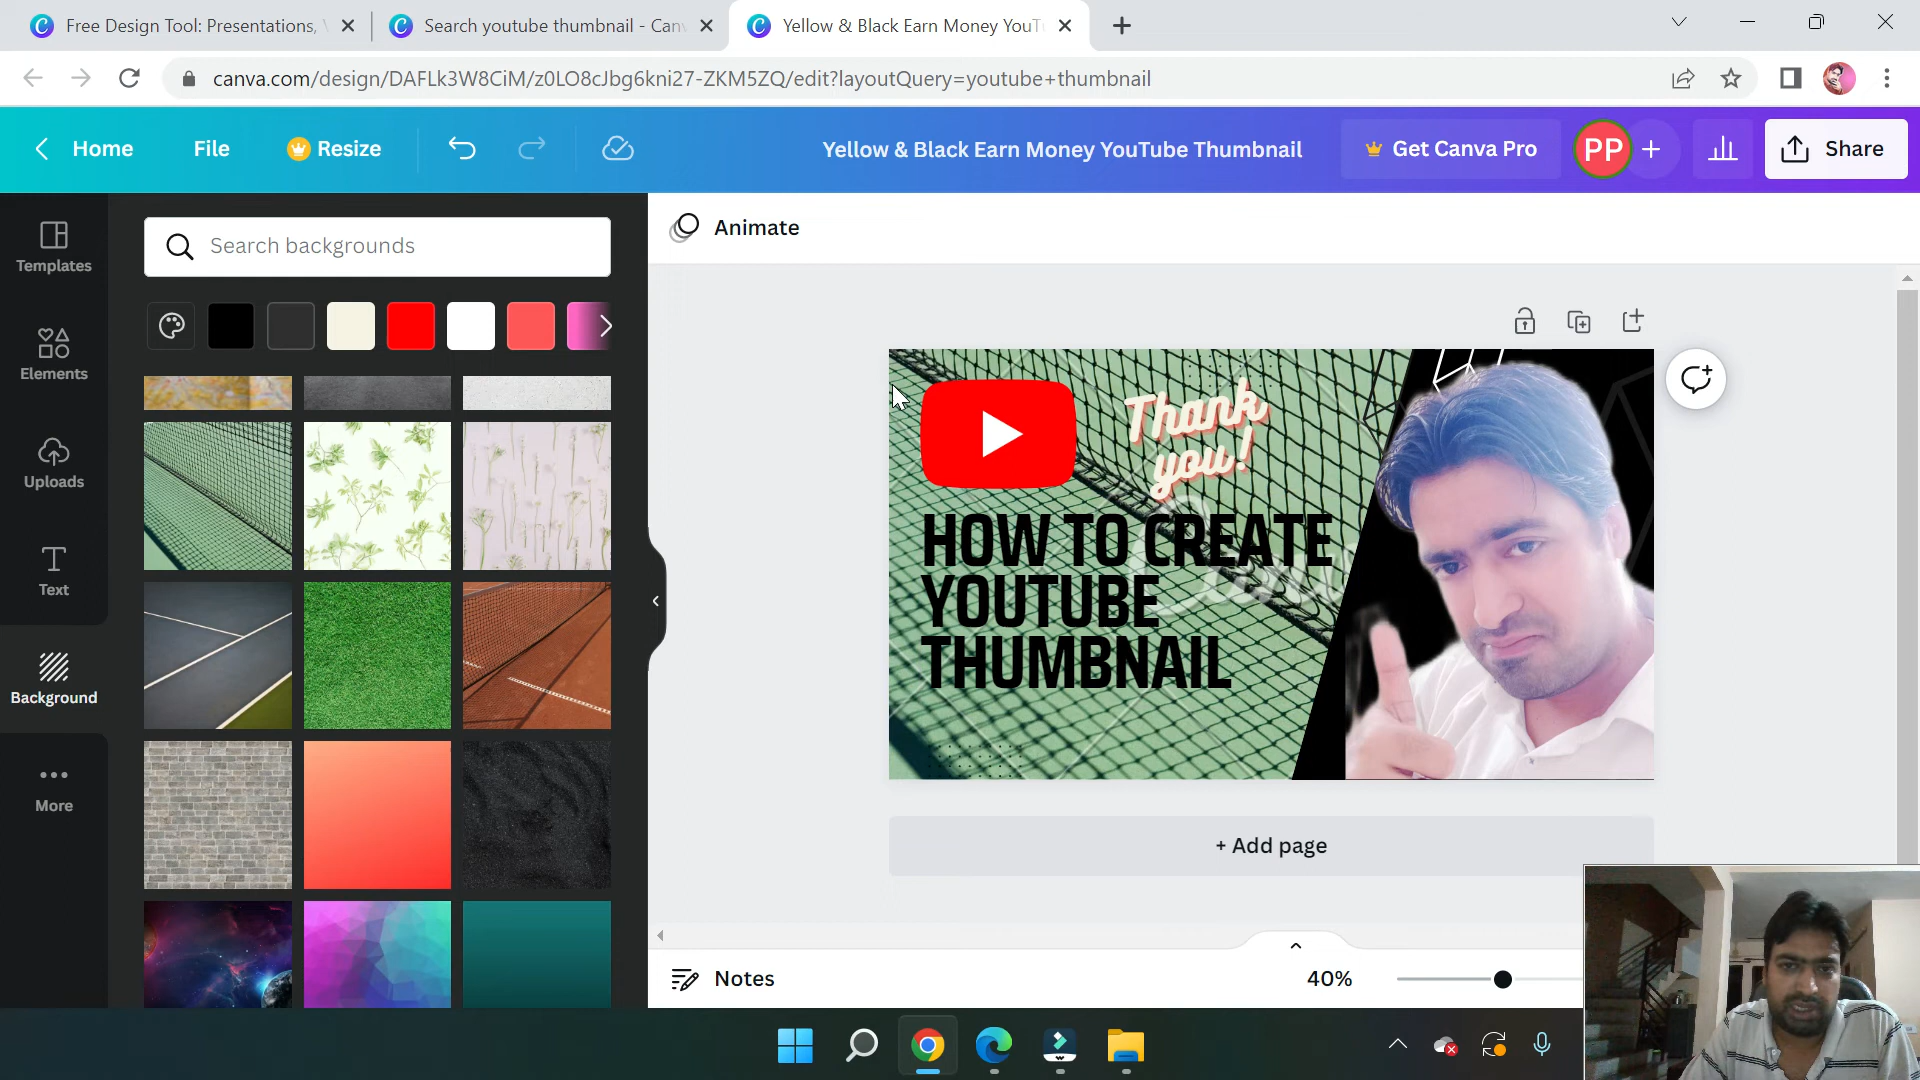 Free Design Tool: Presentations,
Search youtube thumbnail - Can
Yellow & Black Earn Money YouT
canva.com/design/DAFLk3W8CiM/z0LO8cJbg6kni27-ZKM5ZQ/edit?layoutQuery=youtube+thumbnail
Home
File
Resize
Yellow & Black Earn Money YouTube Thumbnail
Get Canva Pro
PP
Share
Templates
Elements
Uploads
Text
Background
More
Search backgrounds
Animate
Thank
you!
HOW TO CREATE
YOUTUBE
THUMBNAIL
Canva
+ Add page
Notes
40%